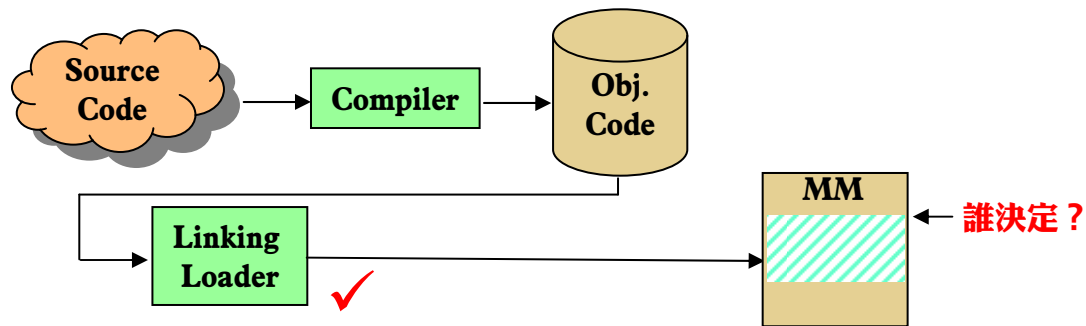 Source
Code
Compiler
Obj.
Code
Linking
Loader
MM
誰決定？